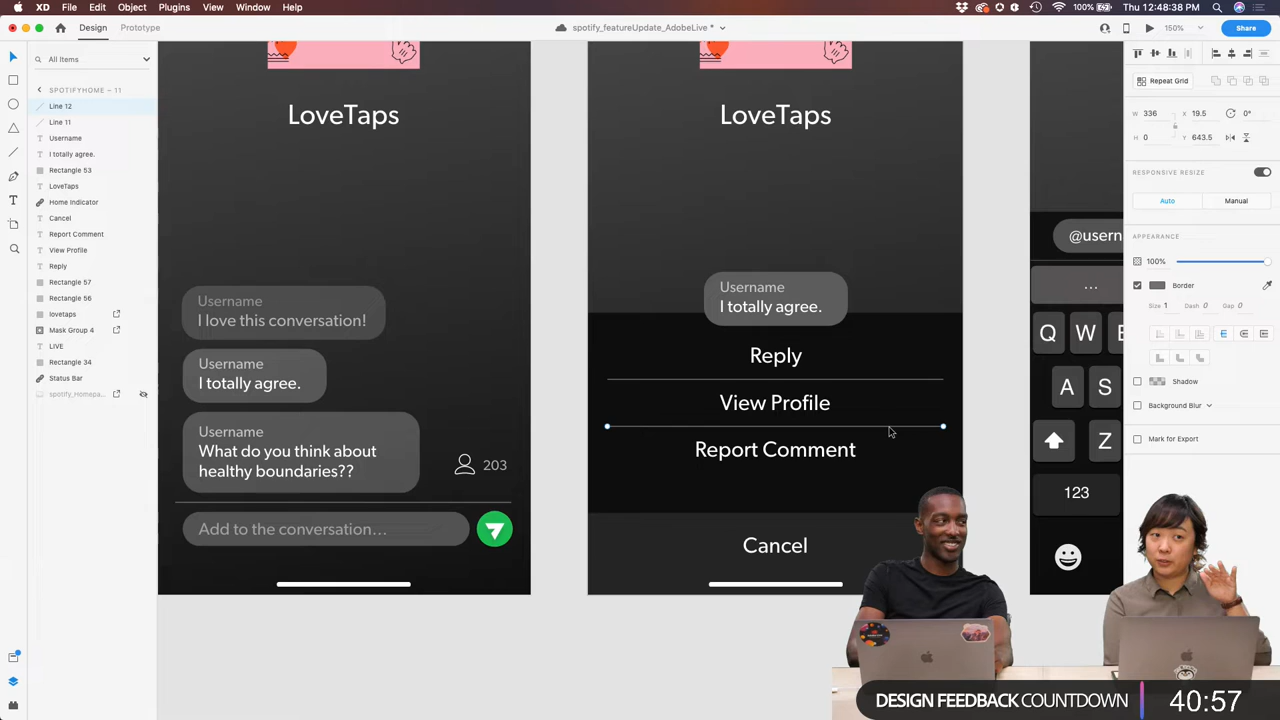 XD File Edit Object Plugins View Window Help
100% Thu 12:48:38 PM
Design Prototype
spotify_featureUpdate_AdobeLive *
150%
Share
All Items
SPOTIFYHOME – 11
Line 12
Line 11
Username
I totally agree.
Rectangle 53
LoveTaps
Home Indicator
Cancel
Report Comment
View Profile
Reply
Rectangle 57
Rectangle 56
lovetaps
Mask Group 4
LIVE
Rectangle 34
Status Bar
spotify_Homepa...
LoveTaps
Username
I love this conversation!
Username
I totally agree.
Username
What do you think about
healthy boundaries??
203
Add to the conversation...
LoveTaps
Username
I totally agree.
Reply
View Profile
Report Comment
Cancel
@usern
...
Q W E
A S
Z
123
Repeat Grid
W 336 X 19.5 0°
H 0 Y 643.5
RESPONSIVE RESIZE
Auto Manual
APPEARANCE
100%
Border
Size 1 Dash 0 Gap 0
Shadow
Background Blur
Mark for Export
DESIGN FEEDBACK COUNTDOWN 40:57